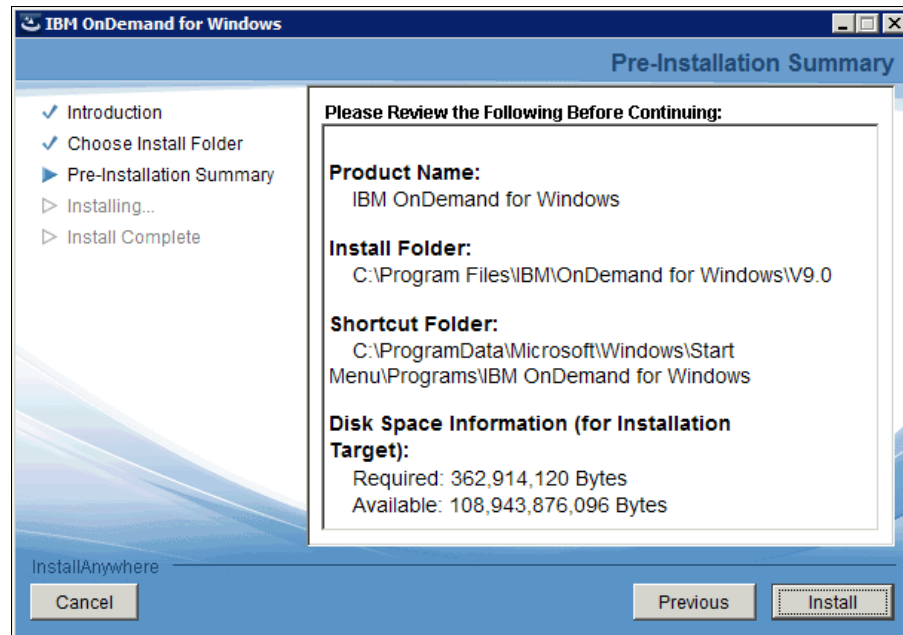 IBM OnDemand for Windows
Pre-Installation Summary
Introduction
Choose Install Folder
Pre-Installation Summary
Installing...
Install Complete
Please Review the Following Before Continuing:
Product Name:
IBM OnDemand for Windows
Install Folder:
C:\Program Files\IBM\OnDemand for Windows\V9.0
Shortcut Folder:
C:\ProgramData\Microsoft\Windows\Start
Menu\Programs\IBM OnDemand for Windows
Disk Space Information (for Installation
Target):
Required: 362,914,120 Bytes
Available: 108,943,876,096 Bytes
InstallAnywhere
Cancel
Previous
Install